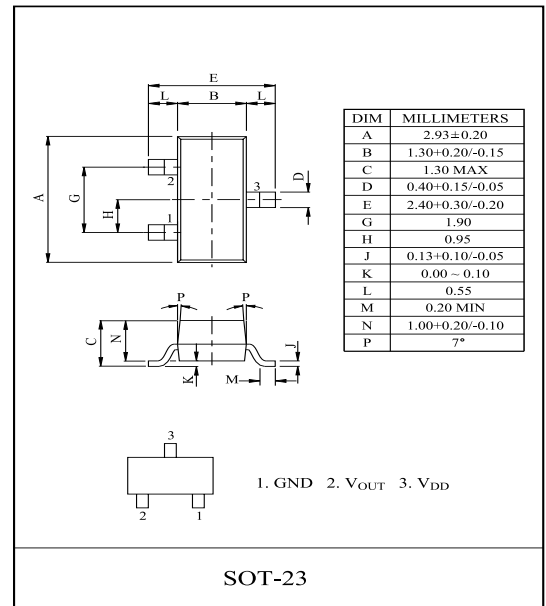 E
L B L
A
G
H
2
1
3
D
P P
C
N
K
M
J
DIM MILLIMETERS
A 2.93±0.20
B 1.30+0.20/-0.15
C 1.30 MAX
D 0.40+0.15/-0.05
E 2.40+0.30/-0.20
G 1.90
H 0.95
J 0.13+0.10/-0.05
K 0.00 ~ 0.10
L 0.55
M 0.20 MIN
N 1.00+0.20/-0.10
P 7°
3
2 1
1. GND 2. VOUT 3. VDD
SOT-23